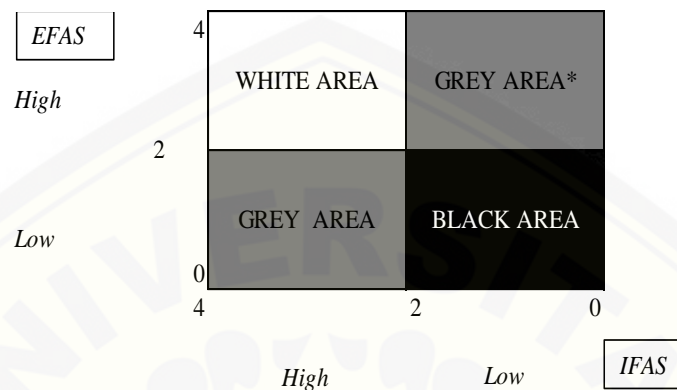 EFAS
4
WHITE AREA
GREY AREA*
High
2
GREY AREA
BLACK AREA
Low
0
4
2
0
High
Low
IFAS
UNIVERSIT